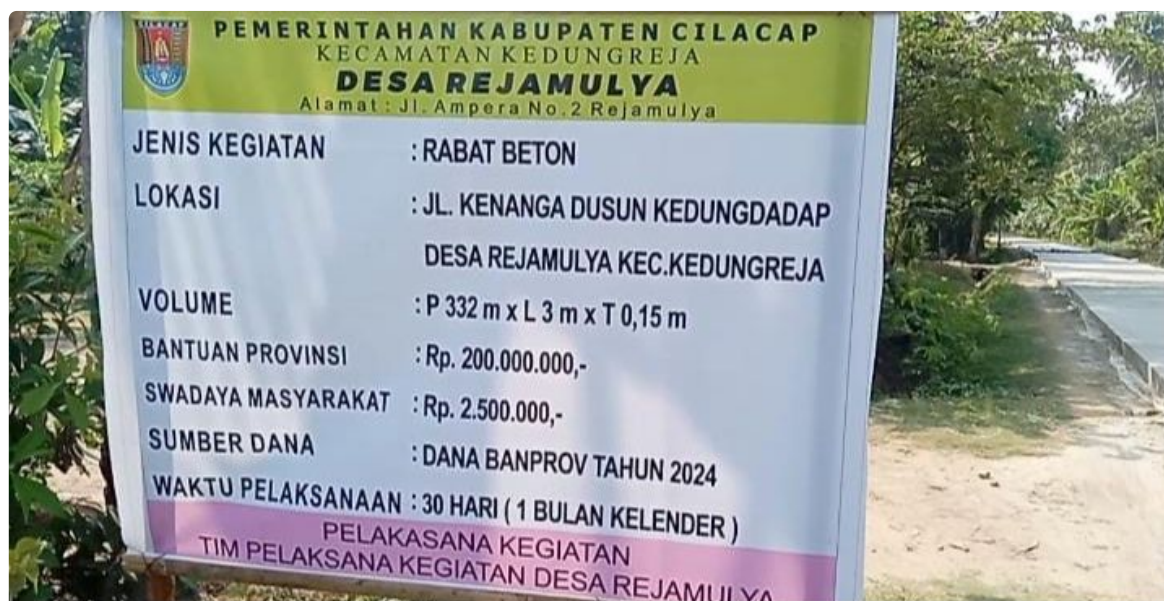 CILACAP
PEMERINTAHAN KABUPATEN CILACAP
KECAMATAN KEDUNGREJA
DESA REJAMULYA
Alamat : Jl. Ampera No. 2 Rejamulya
JENIS KEGIATAN : RABAT BETON
LOKASI : JL. KENANGA DUSUN KEDUNGDADAP
DESA REJAMULYA KEC.KEDUNGREJA
VOLUME : P 332 m x L 3 m x T 0,15 m
BANTUAN PROVINSI : Rp. 200.000.000,-
SWADAYA MASYARAKAT : Rp. 2.500.000,-
SUMBER DANA : DANA BANPROV TAHUN 2024
WAKTU PELAKSANAAN : 30 HARI ( 1 BULAN KELENDER )
PELAKASANA KEGIATAN
TIM PELAKSANA KEGIATAN DESA REJAMULYA